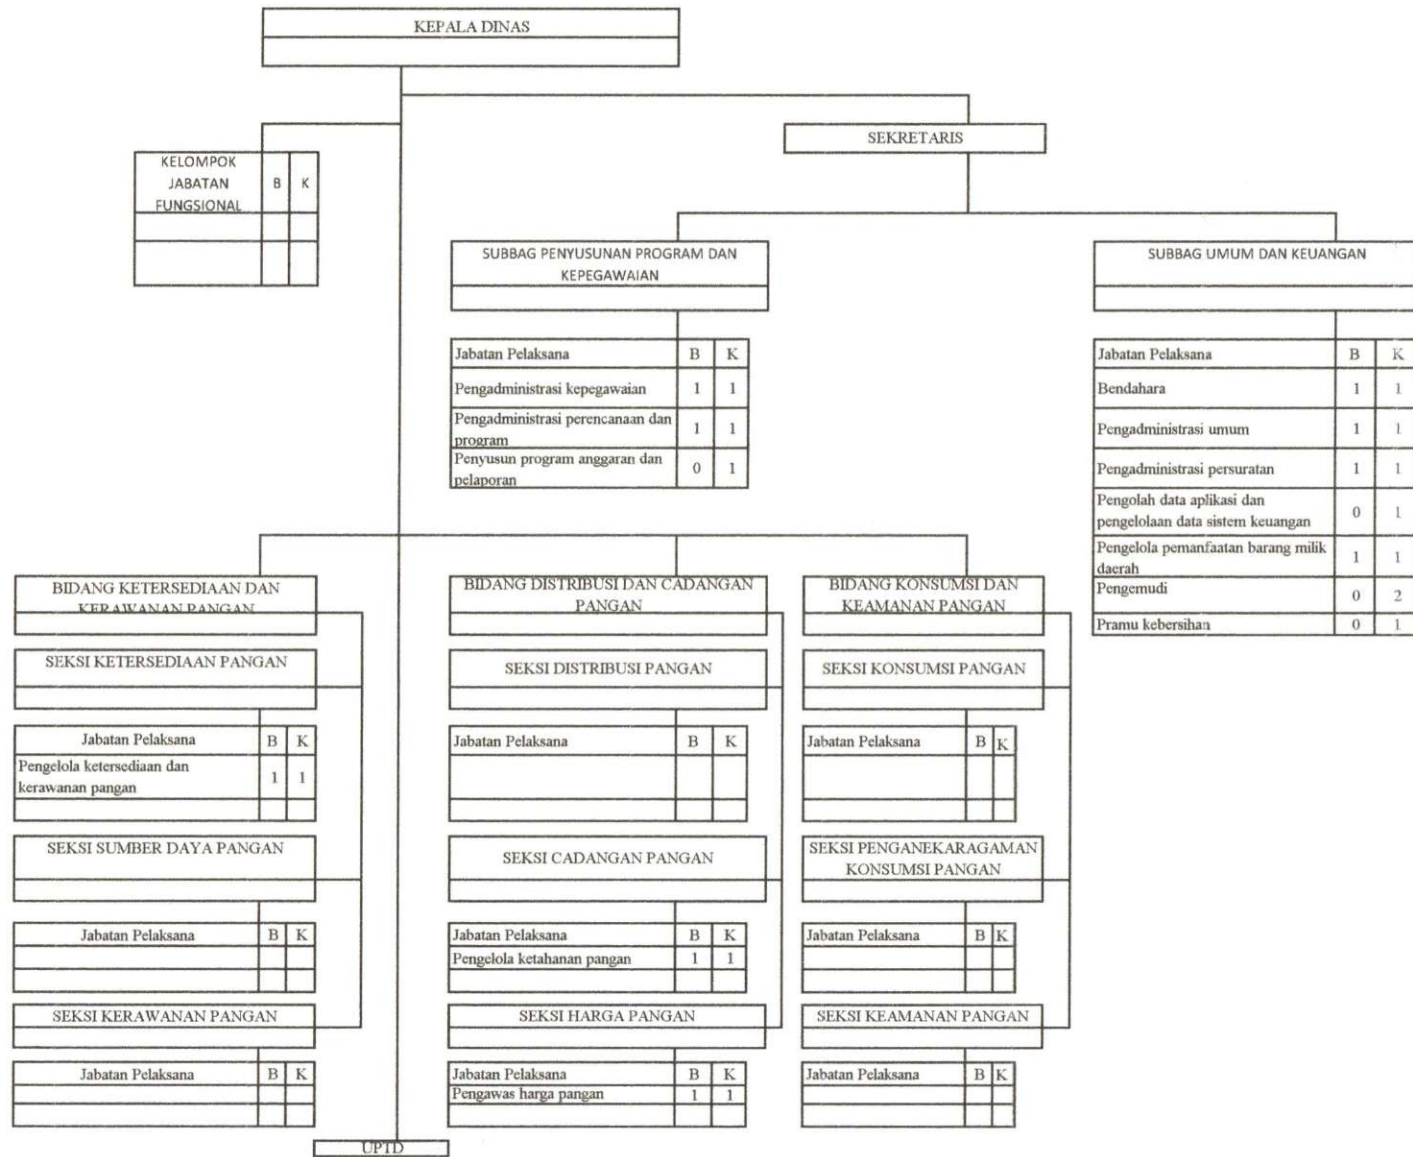 KEPALA DINAS
SEKRETARIS
KELOMPOK
JABATAN
FUNGSIONAL
B K
SUBBAG PENYUSUNAN PROGRAM DAN
KEPEGAWAIAN
Jabatan Pelaksana B K
Pengadministrasi kepegawaian 1 1
Pengadministrasi perencanaan dan
program 1 1
Penyusun program anggaran dan
pelaporan 0 1
SUBBAG UMUM DAN KEUANGAN
Jabatan Pelaksana B K
Bendahara 1 1
Pengadministrasi umum 1 1
Pengadministrasi persuratan 1 1
Pengolah data aplikasi dan
pengelolaan data sistem keuangan 0 1
Pengelola pemanfaatan barang milik
daerah 1 1
Pengemudi 0 2
Pramu kebersihan 0 1
BIDANG KETERSEDIAAN DAN
KERAWANAN PANGAN
SEKSI KETERSEDIAAN PANGAN
Jabatan Pelaksana B K
Pengelola ketersediaan dan
kerawanan pangan 1 1
SEKSI SUMBER DAYA PANGAN
Jabatan Pelaksana B K
SEKSI KERAWANAN PANGAN
Jabatan Pelaksana B K
BIDANG DISTRIBUSI DAN CADANGAN
PANGAN
SEKSI DISTRIBUSI PANGAN
Jabatan Pelaksana B K
SEKSI CADANGAN PANGAN
Jabatan Pelaksana B K
Pengelola ketahanan pangan 1 1
SEKSI HARGA PANGAN
Jabatan Pelaksana B K
Pengawas harga pangan 1 1
BIDANG KONSUMSI DAN
KEAMANAN PANGAN
SEKSI KONSUMSI PANGAN
Jabatan Pelaksana B K
SEKSI PENGANEKARAGAMAN
KONSUMSI PANGAN
Jabatan Pelaksana B K
SEKSI KEAMANAN PANGAN
Jabatan Pelaksana B K
UPTD